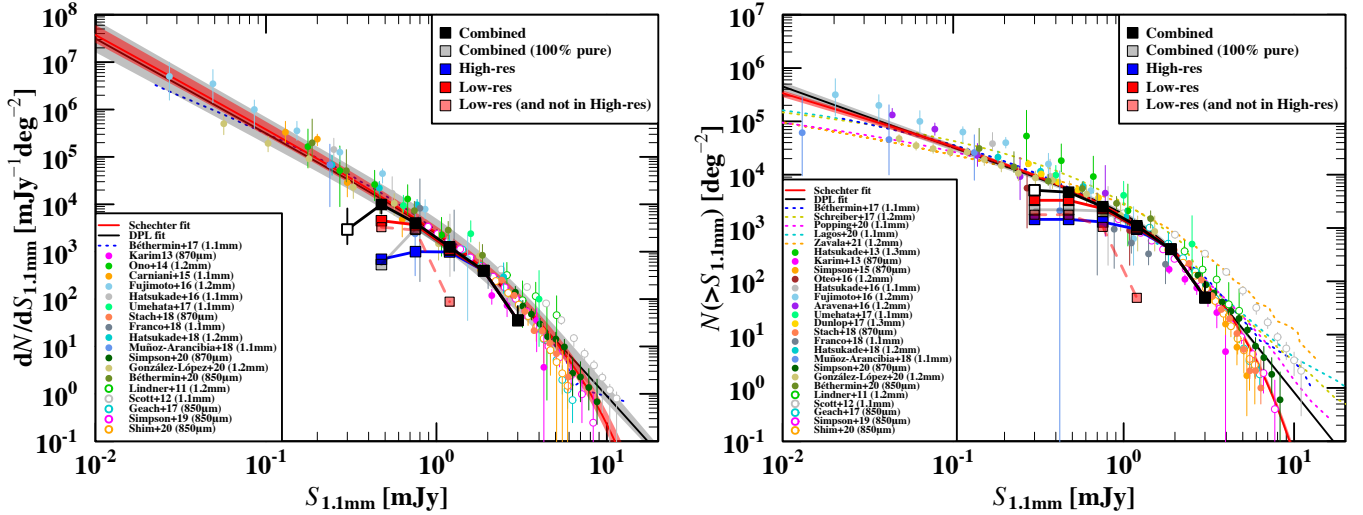 10^8
10^7
10^6
10^5
10^4
10^3
10^2
10^1
10^0
10^-1
dN/dS1.1mm [mJy^-1deg^-2]
Combined
Combined (100% pure)
High-res
Low-res
Low-res (and not in High-res)
Schechter fit
DPL fit
Béthermin+17 (1.1mm)
Karim13 (870µm)
Ono+14 (1.2mm)
Carniani+15 (1.1mm)
Fujimoto+16 (1.2mm)
Hatsukade+16 (1.1mm)
Umehata+17 (1.1mm)
Stach+18 (870µm)
Franco+18 (1.1mm)
Hatsukade+18 (1.2mm)
Muñoz-Arancibia+18 (1.1mm)
Simpson+20 (870µm)
González-López+20 (1.2mm)
Béthermin+20 (850µm)
Lindner+11 (1.2mm)
Scott+12 (1.1mm)
Geach+17 (850µm)
Simpson+19 (850µm)
Shim+20 (850µm)
10^-2
10^-1
10^0
10^1
S1.1mm [mJy]
10^7
10^6
10^5
10^4
10^3
10^2
10^1
10^0
10^-1
N(>S1.1mm) [deg^-2]
Combined
Combined (100% pure)
High-res
Low-res
Low-res (and not in High-res)
Schechter fit
DPL fit
Béthermin+17 (1.1mm)
Schreiber+17 (1.2mm)
Popping+20 (1.1mm)
Lagos+20 (1.1mm)
Zavala+21 (1.2mm)
Hatsukade+13 (1.3mm)
Karim+13 (870µm)
Simpson+15 (870µm)
Oteo+16 (1.2mm)
Hatsukade+16 (1.1mm)
Fujimoto+16 (1.2mm)
Aravena+16 (1.2mm)
Umehata+17 (1.1mm)
Dunlop+17 (1.3mm)
Stach+18 (870µm)
Franco+18 (1.1mm)
Hatsukade+18 (1.2mm)
Muñoz-Arancibia+18 (1.1mm)
Simpson+20 (870µm)
González-López+20 (1.2mm)
Béthermin+20 (850µm)
Lindner+11 (1.2mm)
Scott+12 (1.1mm)
Geach+17 (850µm)
Simpson+19 (850µm)
Shim+20 (850µm)
10^-2
10^-1
10^0
10^1
S1.1mm [mJy]